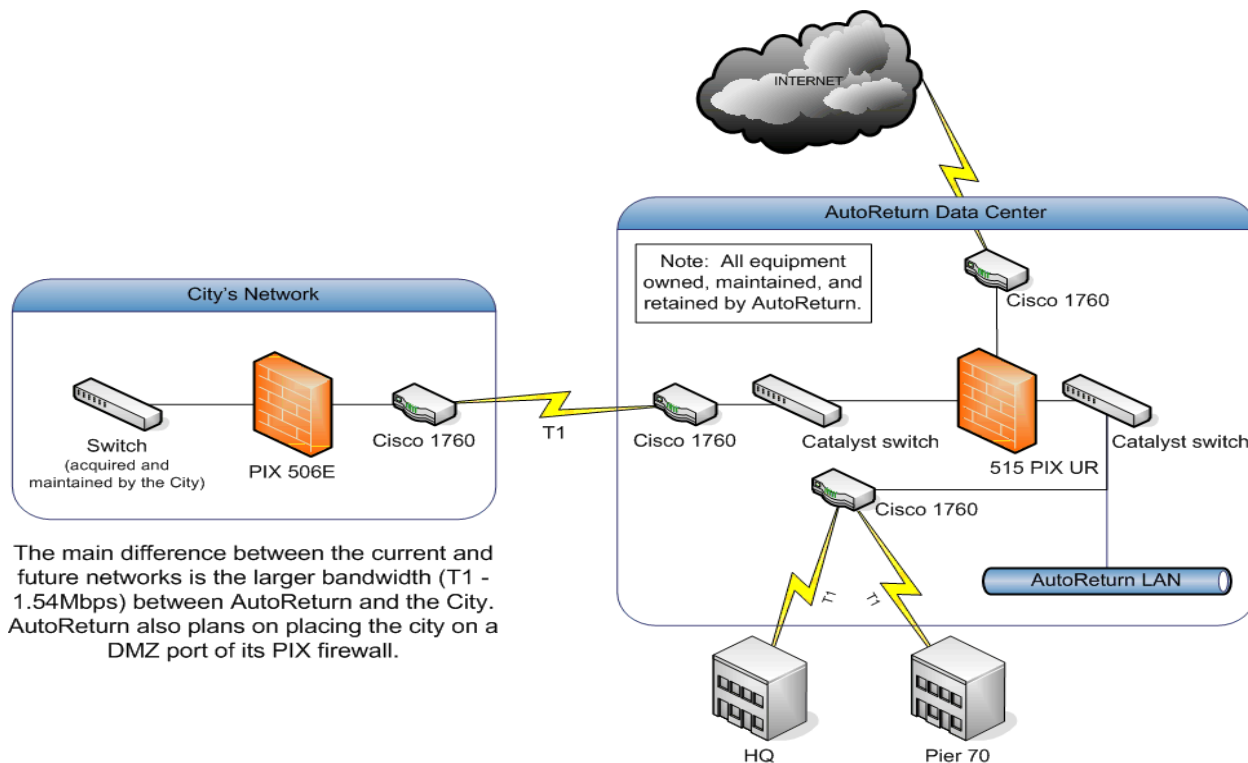 INTERNET
AutoReturn Data Center
Note: All equipment
owned, maintained, and
retained by AutoReturn.
Cisco 1760
City's Network
Switch
(acquired and
maintained by the City)
PIX 506E
Cisco 1760
T1
Cisco 1760
Catalyst switch
515 PIX UR
Catalyst switch
Cisco 1760
T1
T1
AutoReturn LAN
The main difference between the current and
future networks is the larger bandwidth (T1 -
1.54Mbps) between AutoReturn and the City.
AutoReturn also plans on placing the city on a
DMZ port of its PIX firewall.
HQ
Pier 70